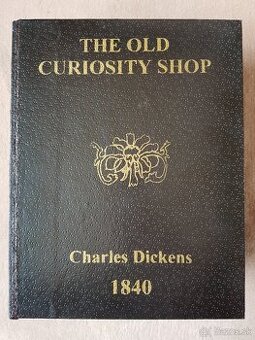 THE OLD
CURIOSITY SHOP
Charles Dickens
1840